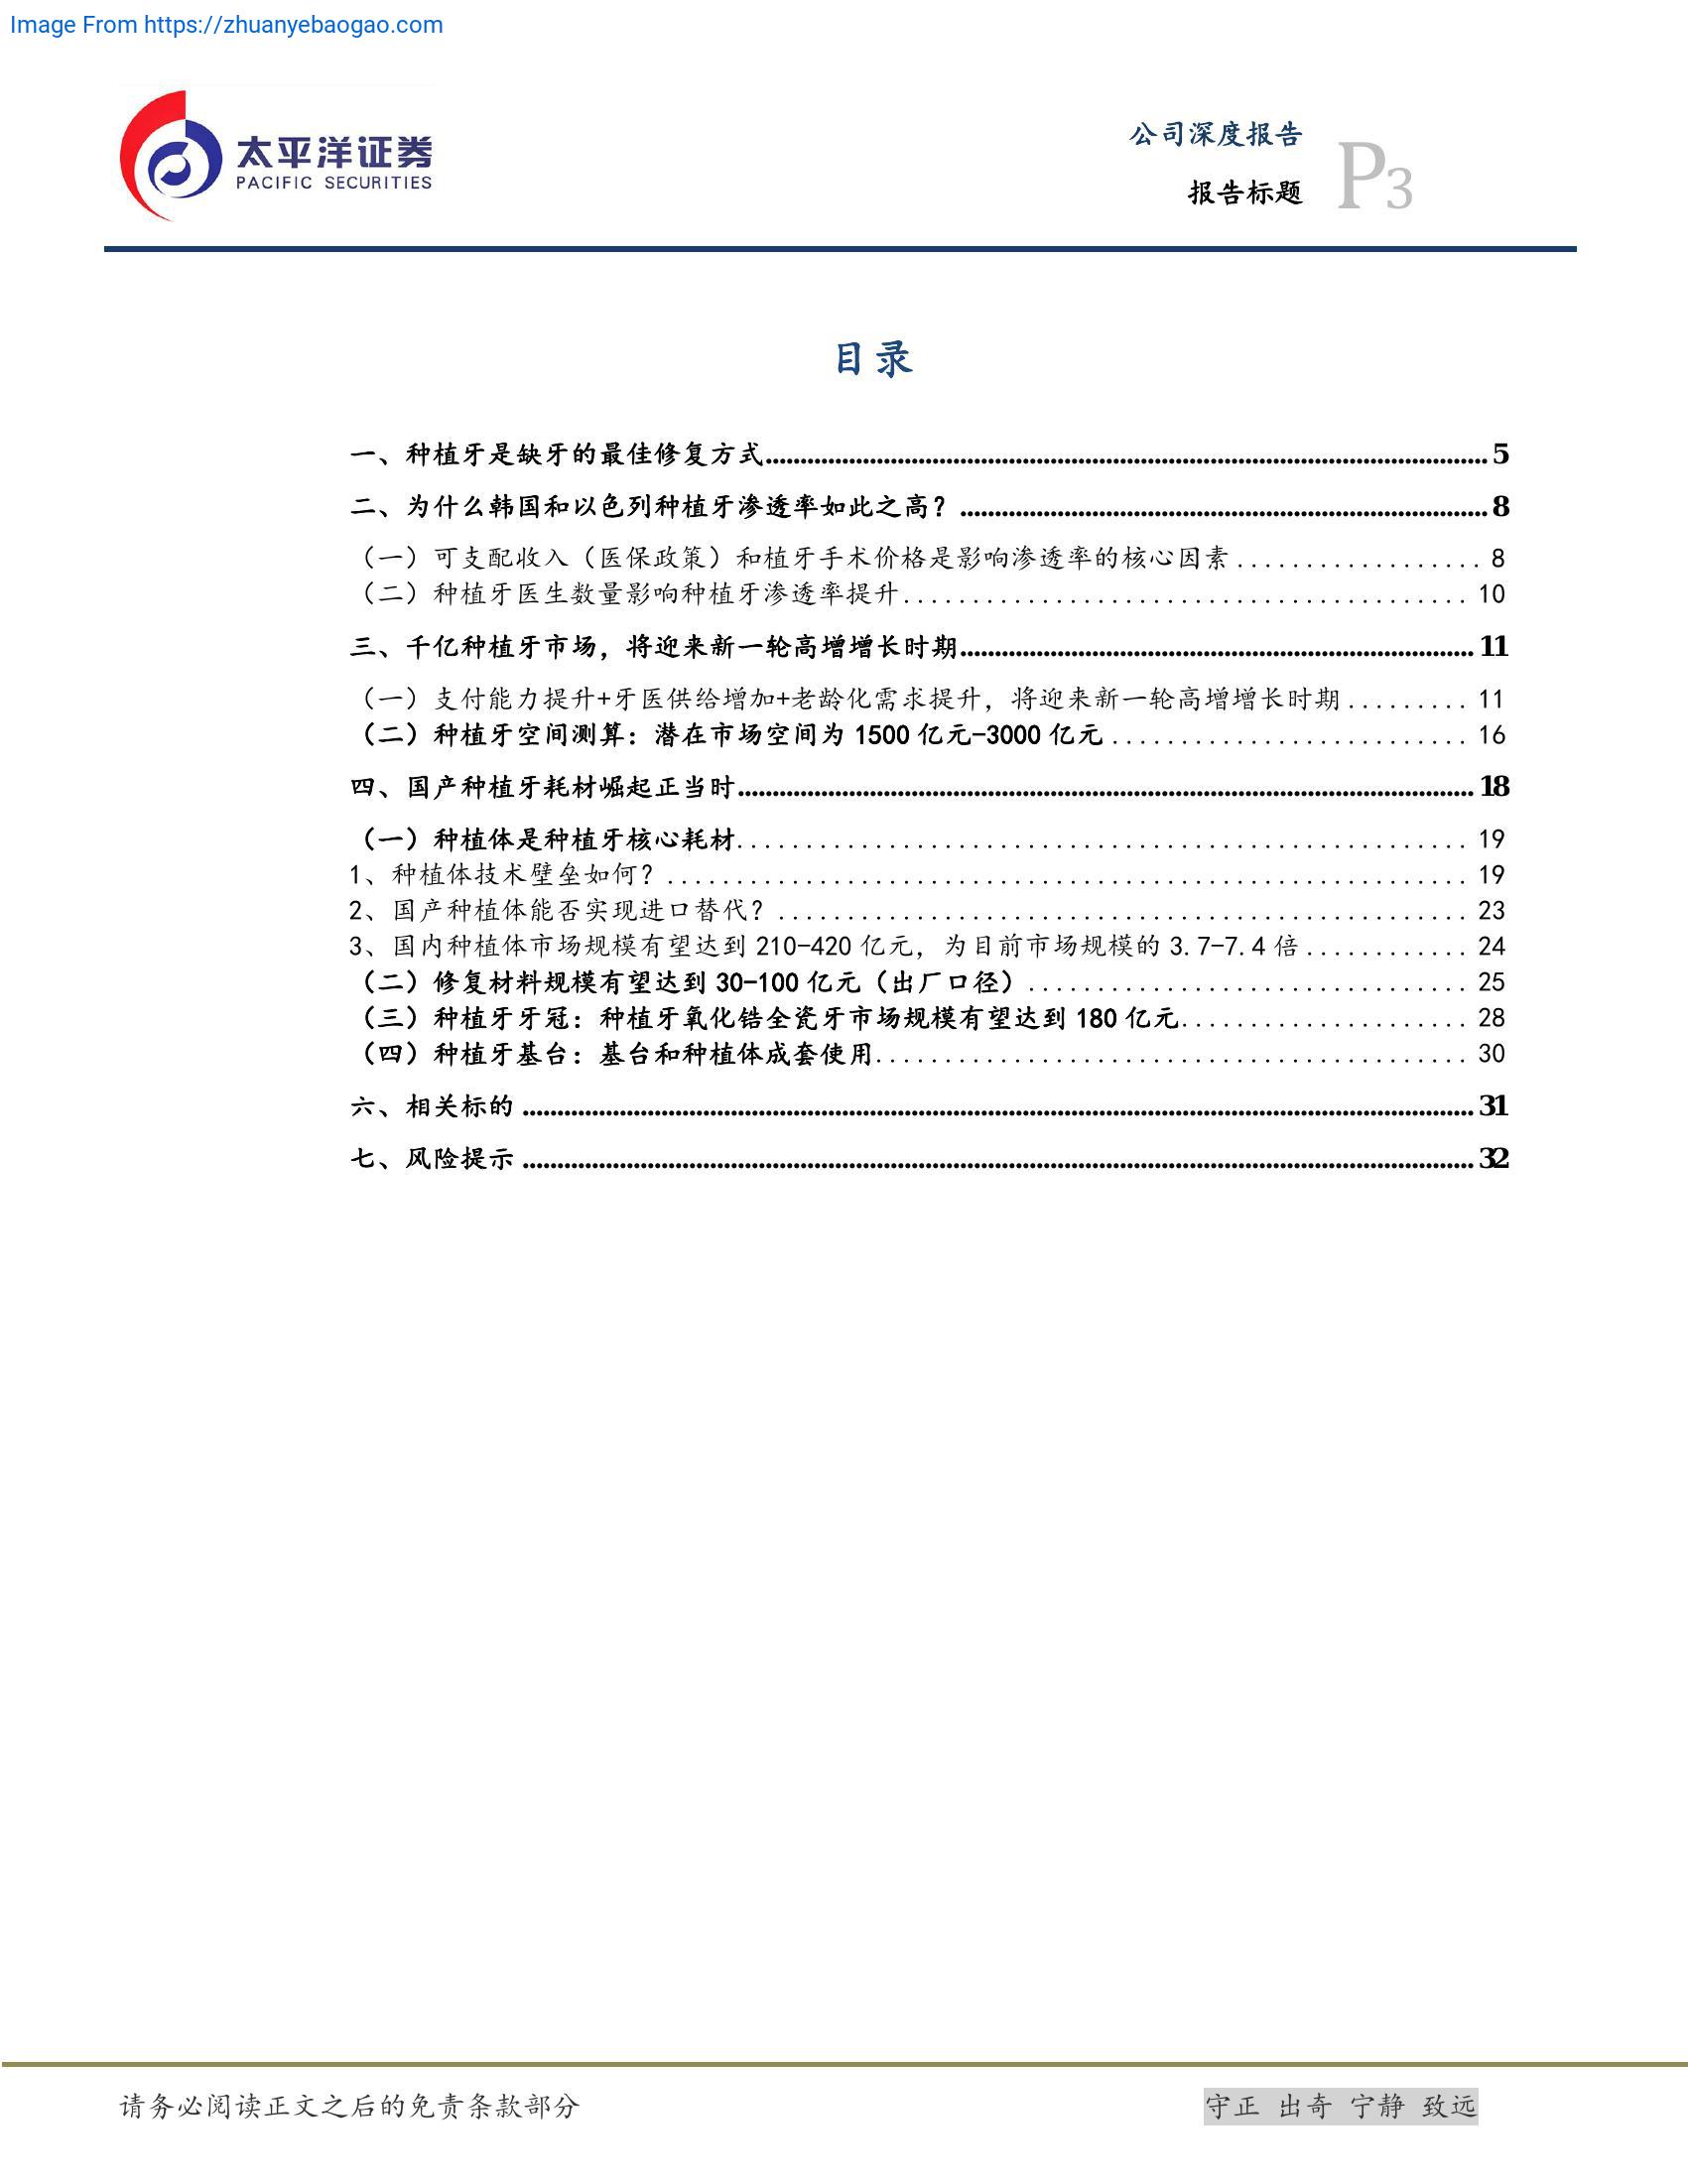 Image From https://zhuanyebaogao.com
太平洋证券
PACIFIC SECURITIES
公司深度报告
报告标题
P3
目录
一、种植牙是缺牙的最佳修复方式 5
二、为什么韩国和以色列种植牙渗透率如此之高？ 8
（一）可支配收入（医保政策）和植牙手术价格是影响渗透率的核心因素 8
（二）种植牙医生数量影响种植牙渗透率提升 10
三、千亿种植牙市场，将迎来新一轮高增增长时期 11
（一）支付能力提升+牙医供给增加+老龄化需求提升，将迎来新一轮高增增长时期 11
（二）种植牙空间测算：潜在市场空间为 1500 亿元-3000 亿元 16
四、国产种植牙耗材崛起正当时 18
（一）种植体是种植牙核心耗材 19
1、种植体技术壁垒如何？ 19
2、国产种植体能否实现进口替代？ 23
3、国内种植体市场规模有望达到 210-420 亿元，为目前市场规模的 3.7-7.4 倍 24
（二）修复材料规模有望达到 30-100 亿元（出厂口径） 25
（三）种植牙牙冠：种植牙氧化锆全瓷牙市场规模有望达到 180 亿元 28
（四）种植牙基台：基台和种植体成套使用 30
六、相关标的 31
七、风险提示 32
请务必阅读正文之后的免责条款部分
守正 出奇 宁静 致远